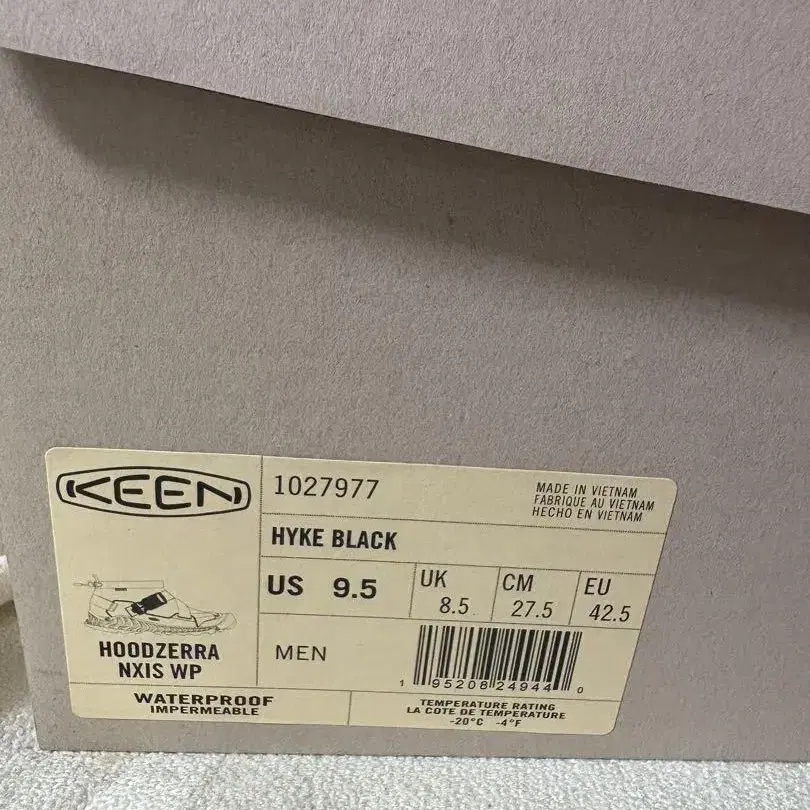 KEEN
1027977
MADE IN VIETNAM
FABRIQUE AU VIETNAM
HECHO EN VIETNAM
HYKE BLACK
US 9.5
UK
8.5
CM
27.5
EU
42.5
HOODZERRA
NXIS WP
MEN
1 95208 24944 0
WATERPROOF
IMPERMEABLE
TEMPERATURE RATING
LA COTE DE TEMPERATURE
-20°C -4°F